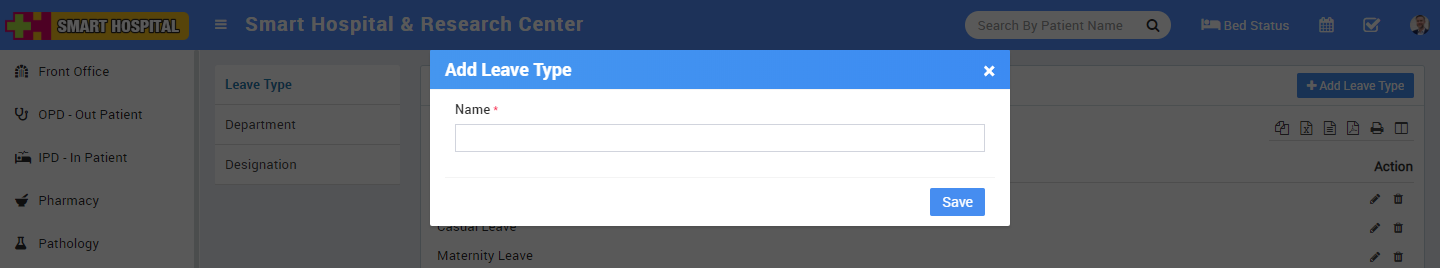 SMART HOSPITAL
Smart Hospital & Research Center
Search By Patient Name
Bed Status
Front Office
OPD - Out Patient
IPD - In Patient
Pharmacy
Pathology
Leave Type
Department
Designation
Add Leave Type
×
Name *
Save
+ Add Leave Type
Action
Casual Leave
Maternity Leave